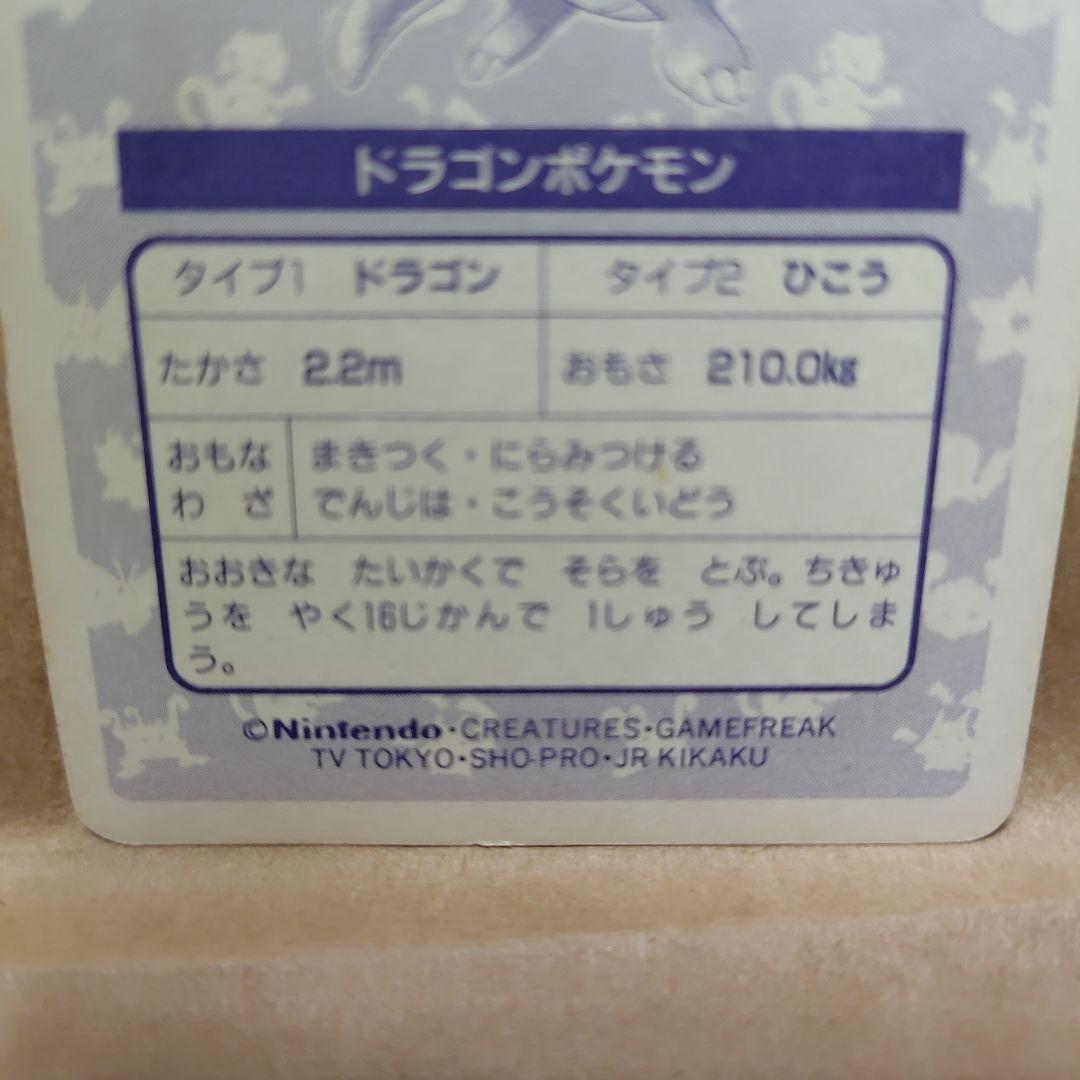 ドラゴンポケモン
タイプ1 ドラゴン タイプ2 ひこう
たかさ 2.2m おもさ 210.0kg
おもな まきつく・にらみつける
わざ でんじは・こうそくいどう
おおきな たいかくで そらを とぶ。ちきゅ
うを やく16じかんで 1しゅう してしま
う。
©Nintendo・CREATURES・GAMEFREAK
TV TOKYO・SHO-PRO・JR KIKAKU